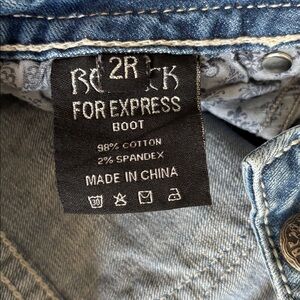 2R
FOR EXPRESS
BOOT
98% COTTON
2% SPANDEX
MADE IN CHINA